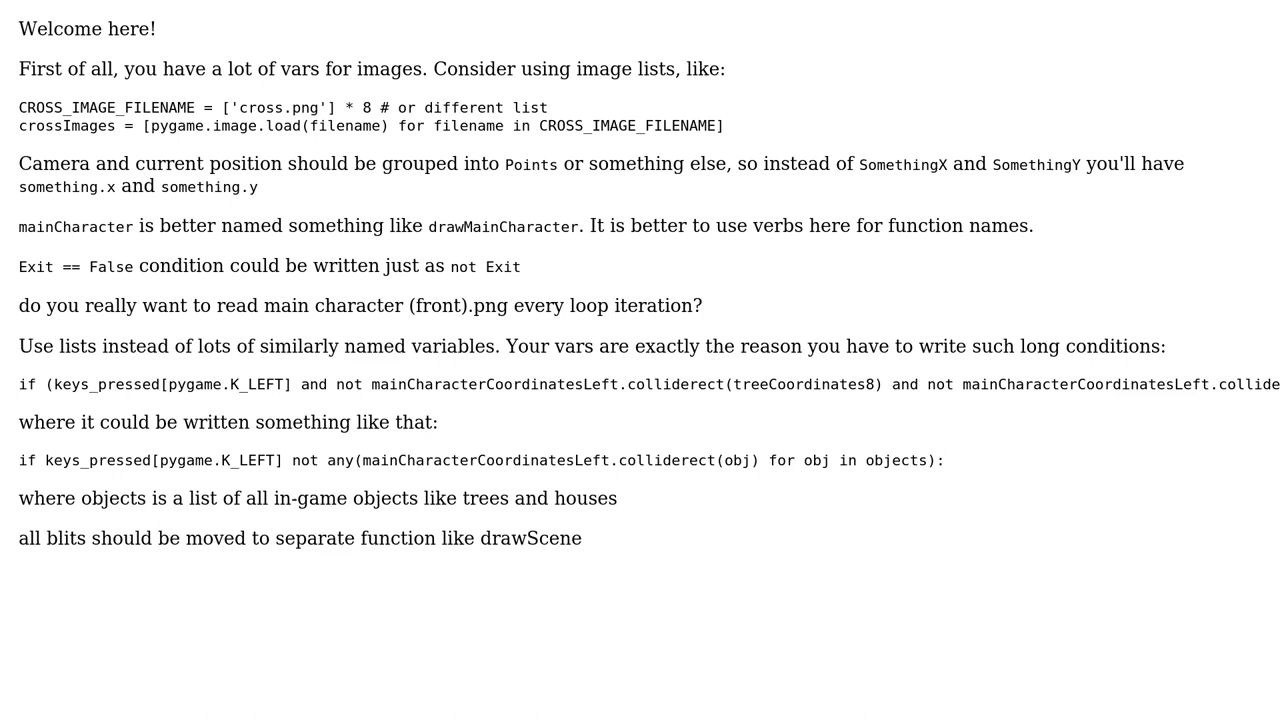 Welcome here!
First of all, you have a lot of vars for images. Consider using image lists, like:
CROSS_IMAGE_FILENAME = ['cross.png'] * 8 # or different list
crossImages = [pygame.image.load(filename) for filename in CROSS_IMAGE_FILENAME]
Camera and current position should be grouped into Points or something else, so instead of SomethingX and SomethingY you'll have
something.x and something.y
mainCharacter is better named something like drawMainCharacter. It is better to use verbs here for function names.
Exit == False condition could be written just as not Exit
do you really want to read main character (front).png every loop iteration?
Use lists instead of lots of similarly named variables. Your vars are exactly the reason you have to write such long conditions:
if (keys_pressed[pygame.K_LEFT] and not mainCharacterCoordinatesLeft.colliderect(treeCoordinates8) and not mainCharacterCoordinatesLeft.collide
where it could be written something like that:
if keys_pressed[pygame.K_LEFT] not any(mainCharacterCoordinatesLeft.colliderect(obj) for obj in objects):
where objects is a list of all in-game objects like trees and houses
all blits should be moved to separate function like drawScene